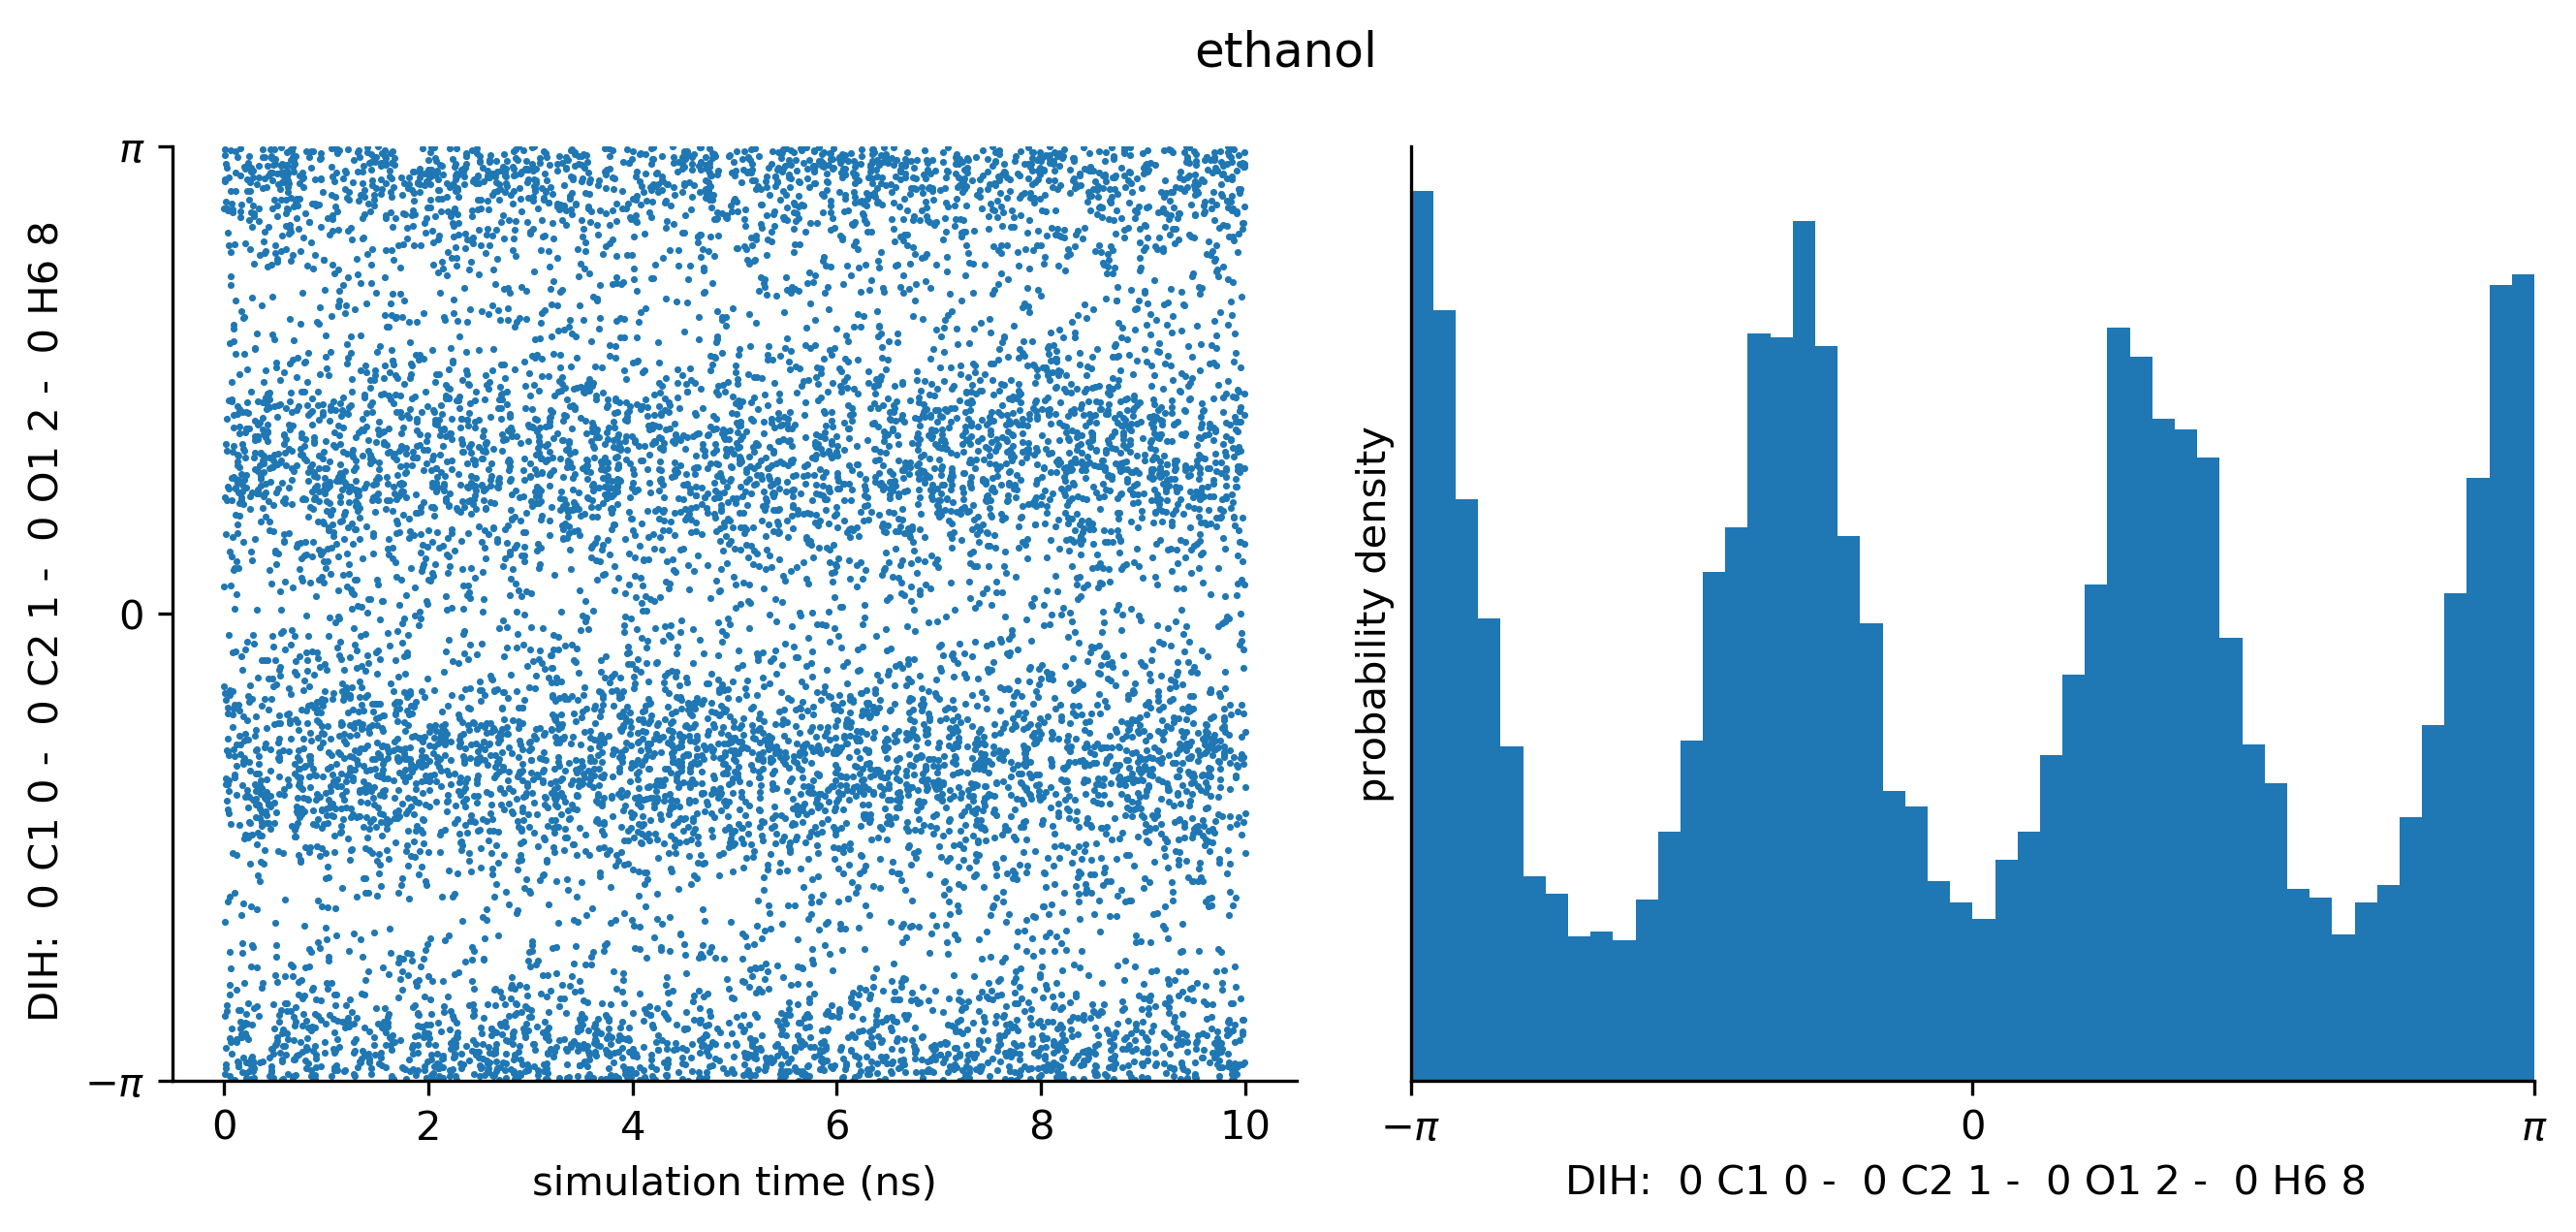 ethanol
π
0
−π
DIH:  0 C1 0 -  0 C2 1 -  0 O1 2 -  0 H6 8
0 2 4 6 8 10
simulation time (ns)
probability density
−π 0 π
DIH:  0 C1 0 -  0 C2 1 -  0 O1 2 -  0 H6 8